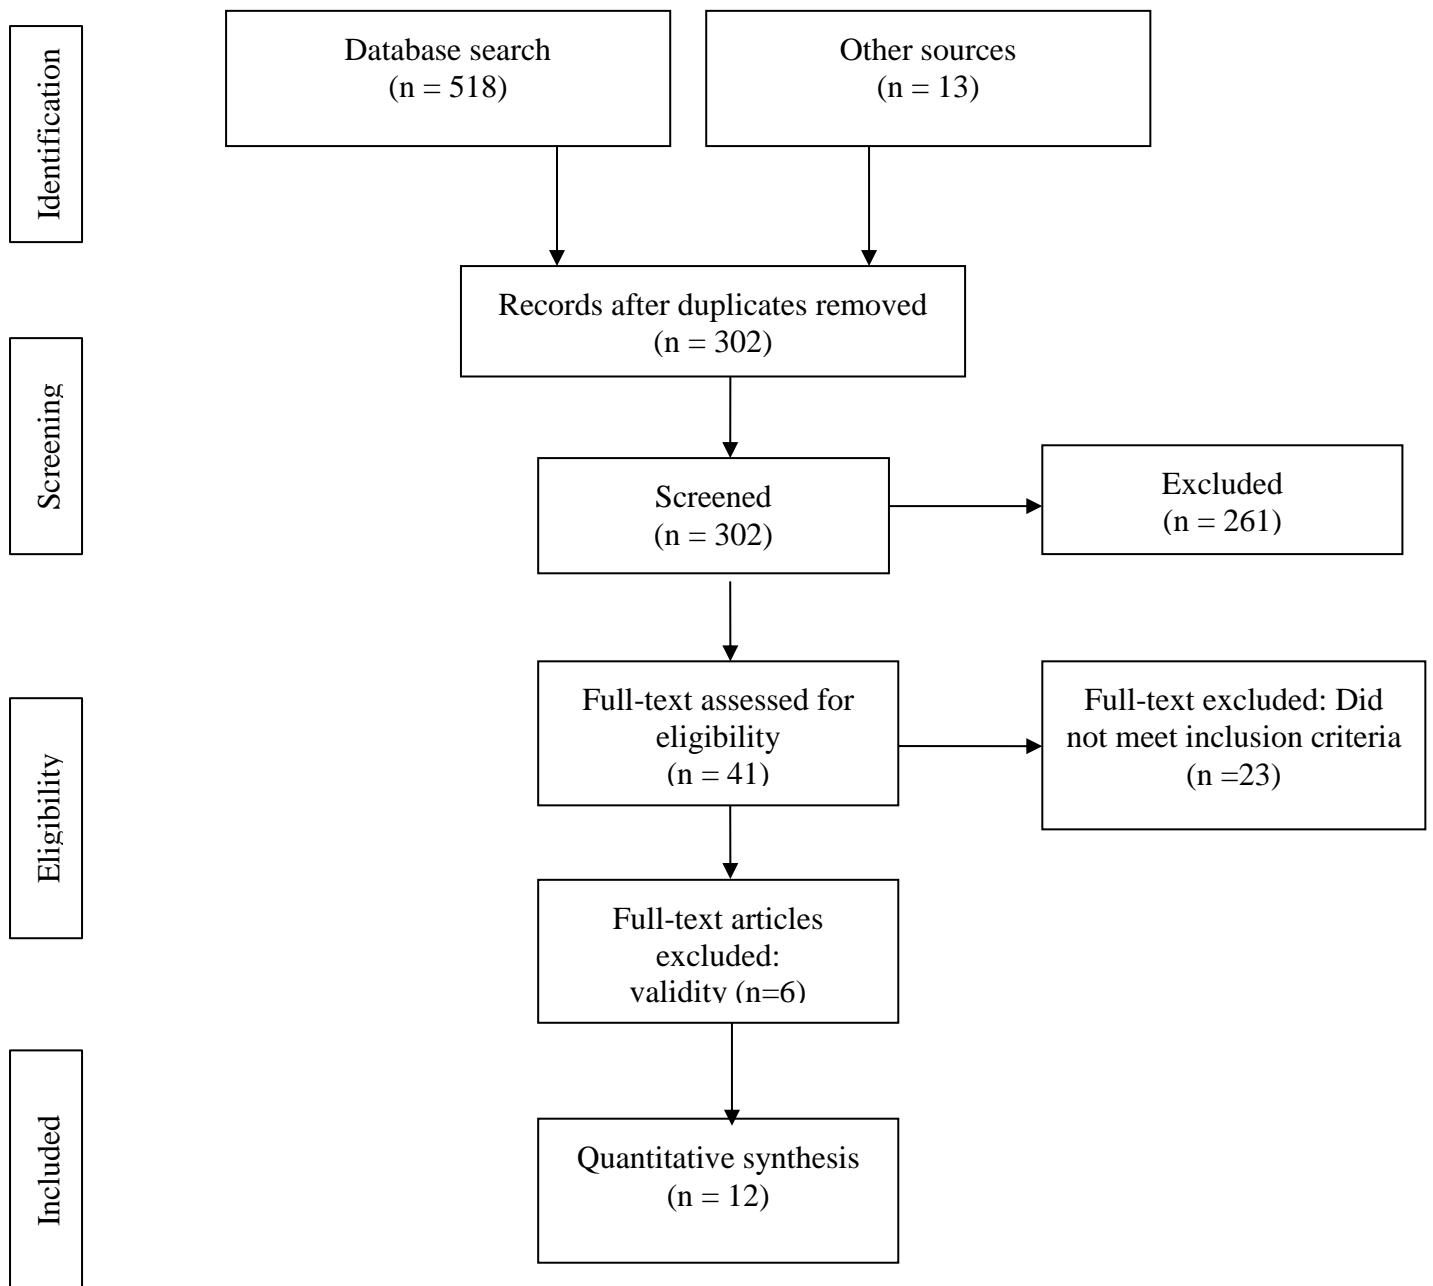 Identification
Database search
(n = 518)
Other sources
(n = 13)
Records after duplicates removed
(n = 302)
Screening
Screened
(n = 302)
Excluded
(n = 261)
Eligibility
Full-text assessed for
eligibility
(n = 41)
Full-text excluded: Did
not meet inclusion criteria
(n =23)
Full-text articles
excluded:
validity (n=6)
Included
Quantitative synthesis
(n = 12)